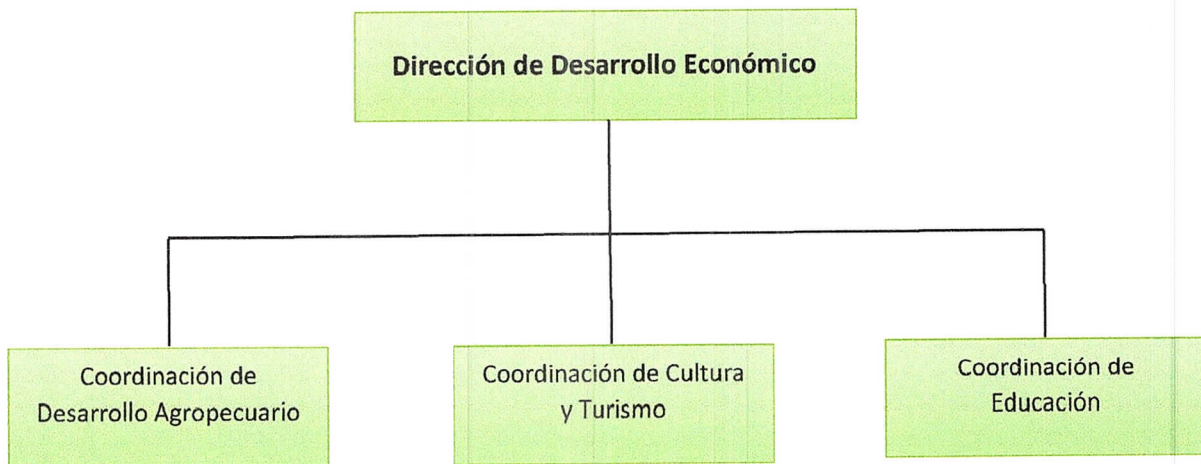 Dirección de Desarrollo Económico
Coordinación de
Desarrollo Agropecuario
Coordinación de Cultura
y Turismo
Coordinación de
Educación